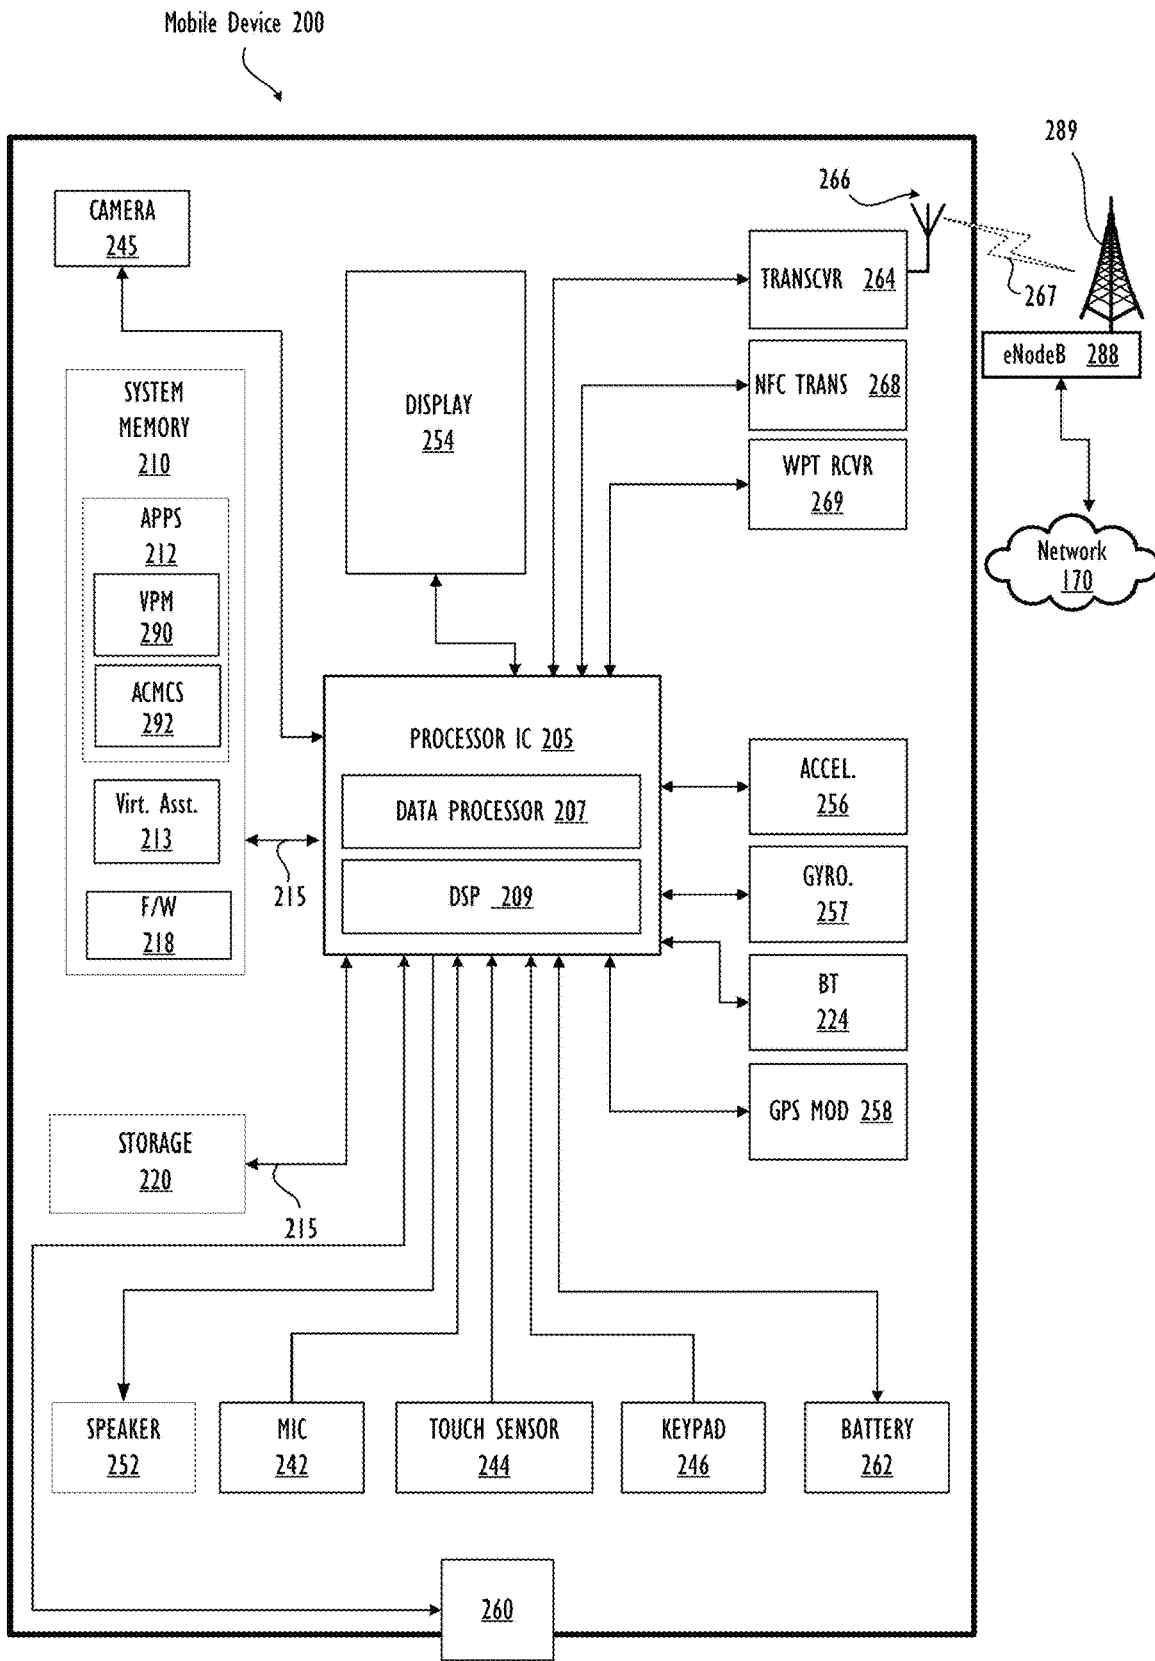 Mobile Device 200
289
266
CAMERA
245
TRANSCVR 264
267
eNodeB 288
NFC TRANS 268
SYSTEM
MEMORY
210
DISPLAY
254
WPT RCVR
269
APPS
212
Network
170
VPM
290
ACMCS
292
PROCESSOR IC 205
ACCEL.
256
Virt. Asst.
213
DATA PROCESSOR 207
215
GYRO.
257
DSP 209
F/W
218
BT
224
GPS MOD 258
STORAGE
220
215
SPEAKER
252
MIC
242
TOUCH SENSOR
244
KEYPAD
246
BATTERY
262
260